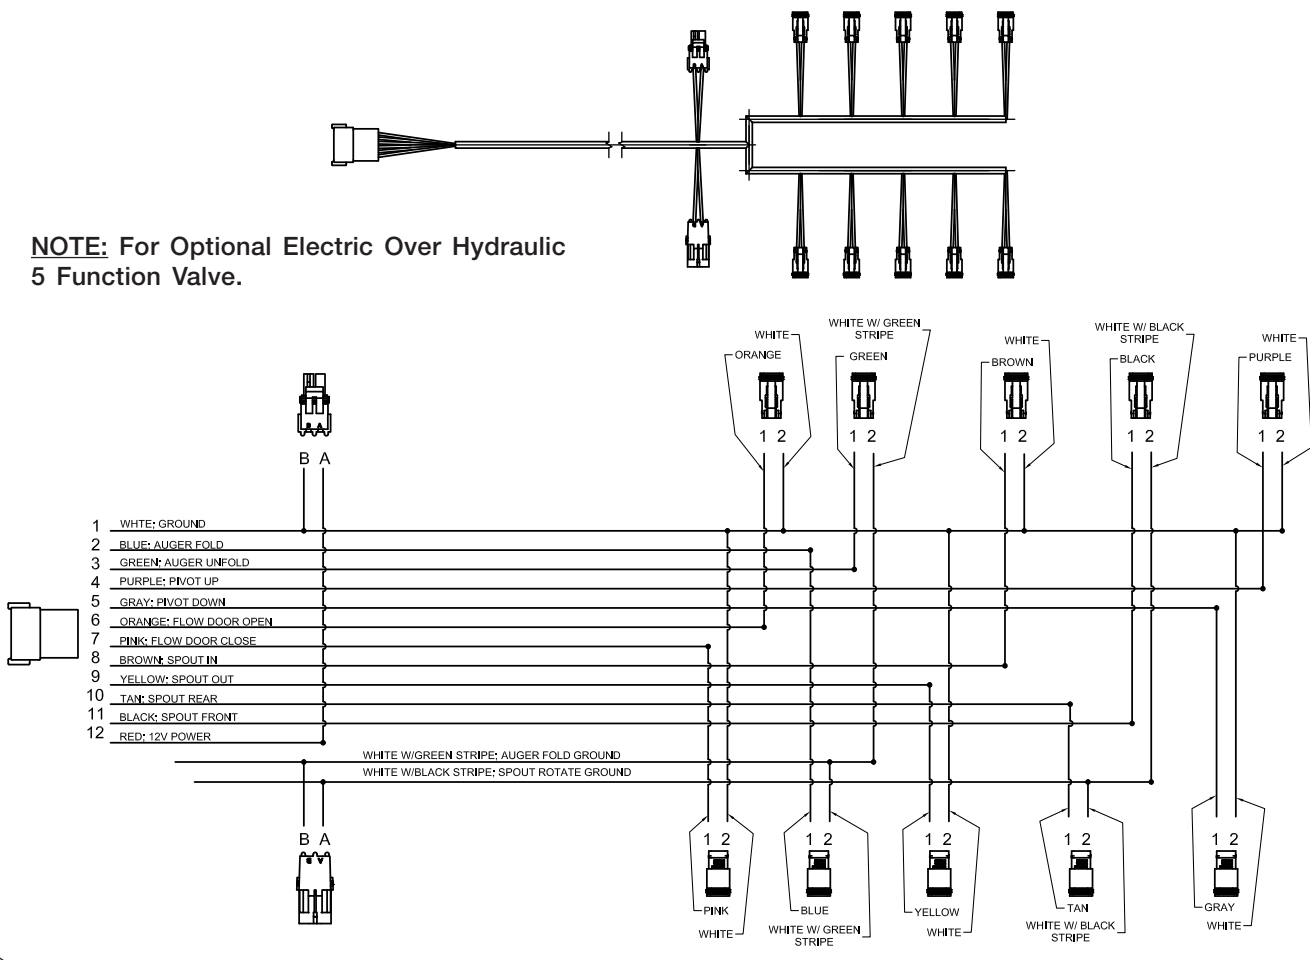 NOTE: For Optional Electric Over Hydraulic
5 Function Valve.
WHITE W/ GREEN
STRIPE
WHITE
ORANGE
GREEN
WHITE
BROWN
WHITE W/ BLACK
STRIPE
BLACK
WHITE
PURPLE
1 2
1 2
1 2
1 2
1 2
B A
1 WHTE; GROUND
2 BLUE; AUGER FOLD
3 GREEN; AUGER UNFOLD
4 PURPLE; PIVOT UP
5 GRAY; PIVOT DOWN
6 ORANGE; FLOW DOOR OPEN
7 PINK; FLOW DOOR CLOSE
8 BROWN; SPOUT IN
9 YELLOW; SPOUT OUT
10 TAN; SPOUT REAR
11 BLACK; SPOUT FRONT
12 RED; 12V POWER
WHITE W/GREEN STRIPE; AUGER FOLD GROUND
WHITE W/BLACK STRIPE; SPOUT ROTATE GROUND
B A
1 2
1 2
1 2
1 2
1 2
PINK
WHITE
BLUE
WHITE W/ GREEN
STRIPE
YELLOW
WHITE
TAN
WHITE W/ BLACK
STRIPE
GRAY
WHITE